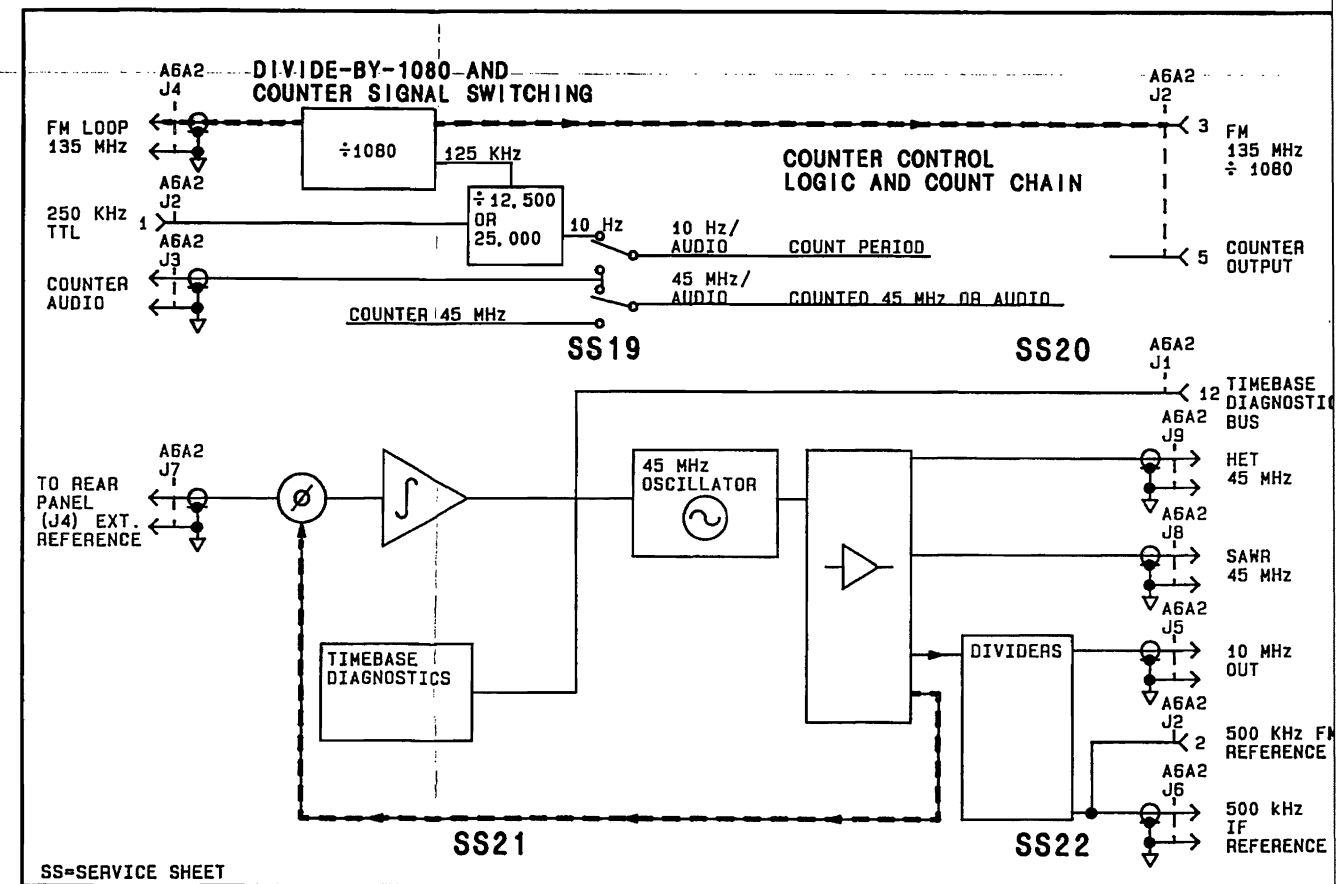 A6A2
J4
DIVIDE-BY-1080 AND
COUNTER SIGNAL SWITCHING
A6A2
J2
FM LOOP
135 MHz
÷1080
125 KHz
3
FM
135 MHz
÷ 1080
COUNTER CONTROL
LOGIC AND COUNT CHAIN
A6A2
J2
250 KHz
TTL
1
÷12,500
OR
25,000
10 Hz
10 Hz/
AUDIO
COUNT PERIOD
5
COUNTER
OUTPUT
A6A2
J3
COUNTER
AUDIO
45 MHz/
AUDIO
COUNTED 45 MHz OR AUDIO
COUNTER 45 MHz
SS19
SS20
A6A2
J1
12
TIMEBASE
BUS
A6A2
J9
HET
45 MHz
A6A2
J7
TO REAR
PANEL
(J4) EXT.
REFERENCE
∫
ø
45 MHz
OSCILLATOR
A6A2
J8
SAWR
45 MHz
A6A2
J5
10 MHz
OUT
TIMEBASE
DIAGNOSTICS
DIVIDERS
A6A2
J2
2
500 KHz
REFERENCE
A6A2
J6
500 kHz
IF
REFERENCE
SS21
SS22
SS=SERVICE SHEET